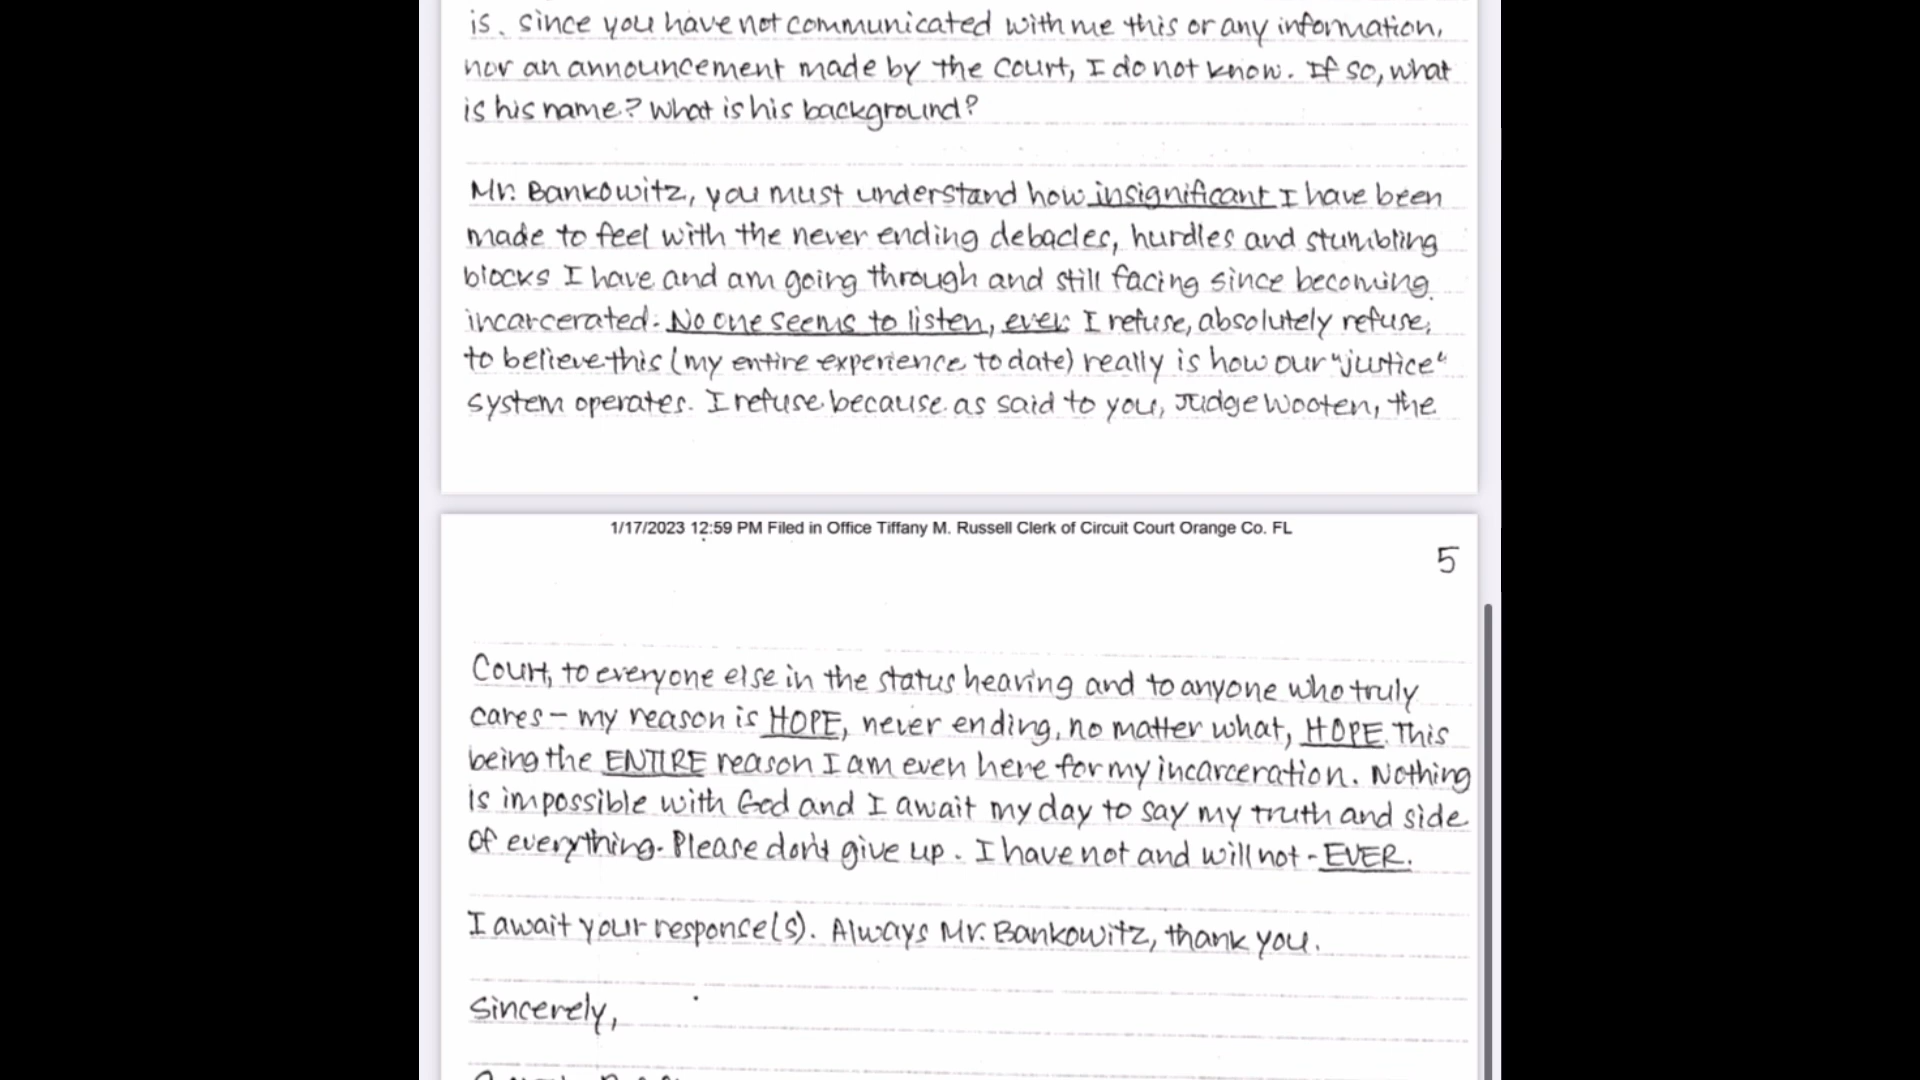 is. since you have not communicated with me this or any information,
nor an announcement made by the court, I do not know. If so, what
is his name? What is his background?
Mr. Bankowitz, you must understand how insignificant I have been
made to feel with the never ending debacles, hurdles and stumbling
blocks I have and am going through and still facing since becoming
incarcerated. No one seems to listen, ever. I refuse, absolutely refuse,
to believe this (my entire experience to date) really is how our "justice"
system operates. I refuse because as said to you, Judge Wooten, the
1/17/2023 12:59 PM Filed in Office Tiffany M. Russell Clerk of Circuit Court Orange Co. FL
5
Court, to everyone else in the status hearing and to anyone who truly
cares - my reason is HOPE, never ending, no matter what, HOPE. This
being the ENTIRE reason I am even here for my incarceration. Nothing
is impossible with God and I await my day to say my truth and side
of everything. Please don't give up. I have not and will not - EVER.
I await your response(s). Always Mr. Bankowitz, thank you.
Sincerely,